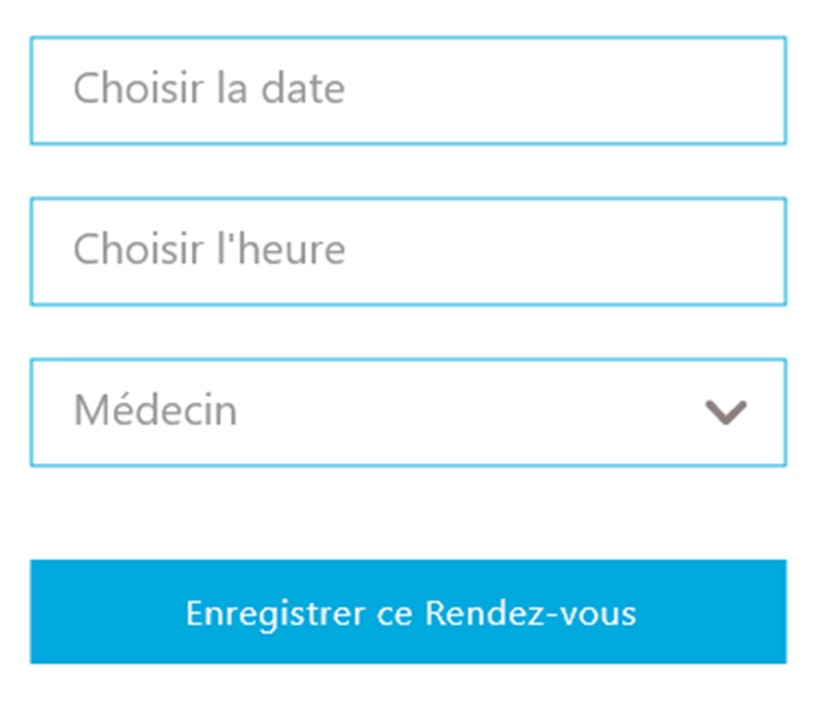 Choisir la date
Choisir l'heure
Médecin
Enregistrer ce Rendez-vous